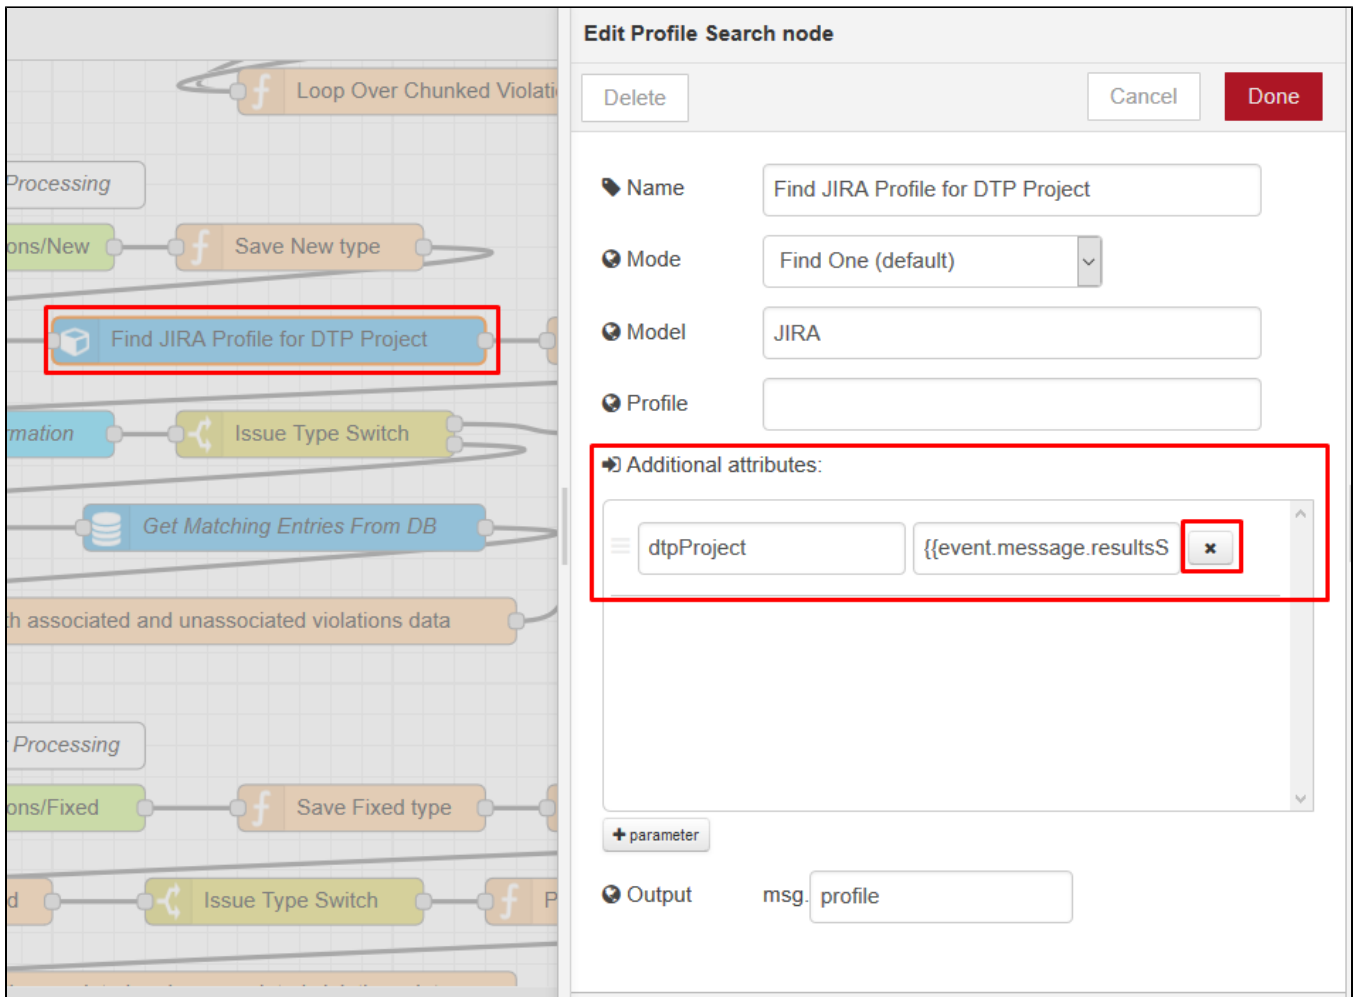 Loop Over Chunked Violati
Processing
ons/New
Save New type
Find JIRA Profile for DTP Project
rmation
Issue Type Switch
Get Matching Entries From DB
h associated and unassociated violations data
Processing
ons/Fixed
Save Fixed type
d
Issue Type Switch
P
Edit Profile Search node
Delete
Cancel
Done
Name
Find JIRA Profile for DTP Project
Mode
Find One (default)
Model
JIRA
Profile
Additional attributes:
dtpProject
{{event.message.resultsS
parameter
Output
msg.
profile